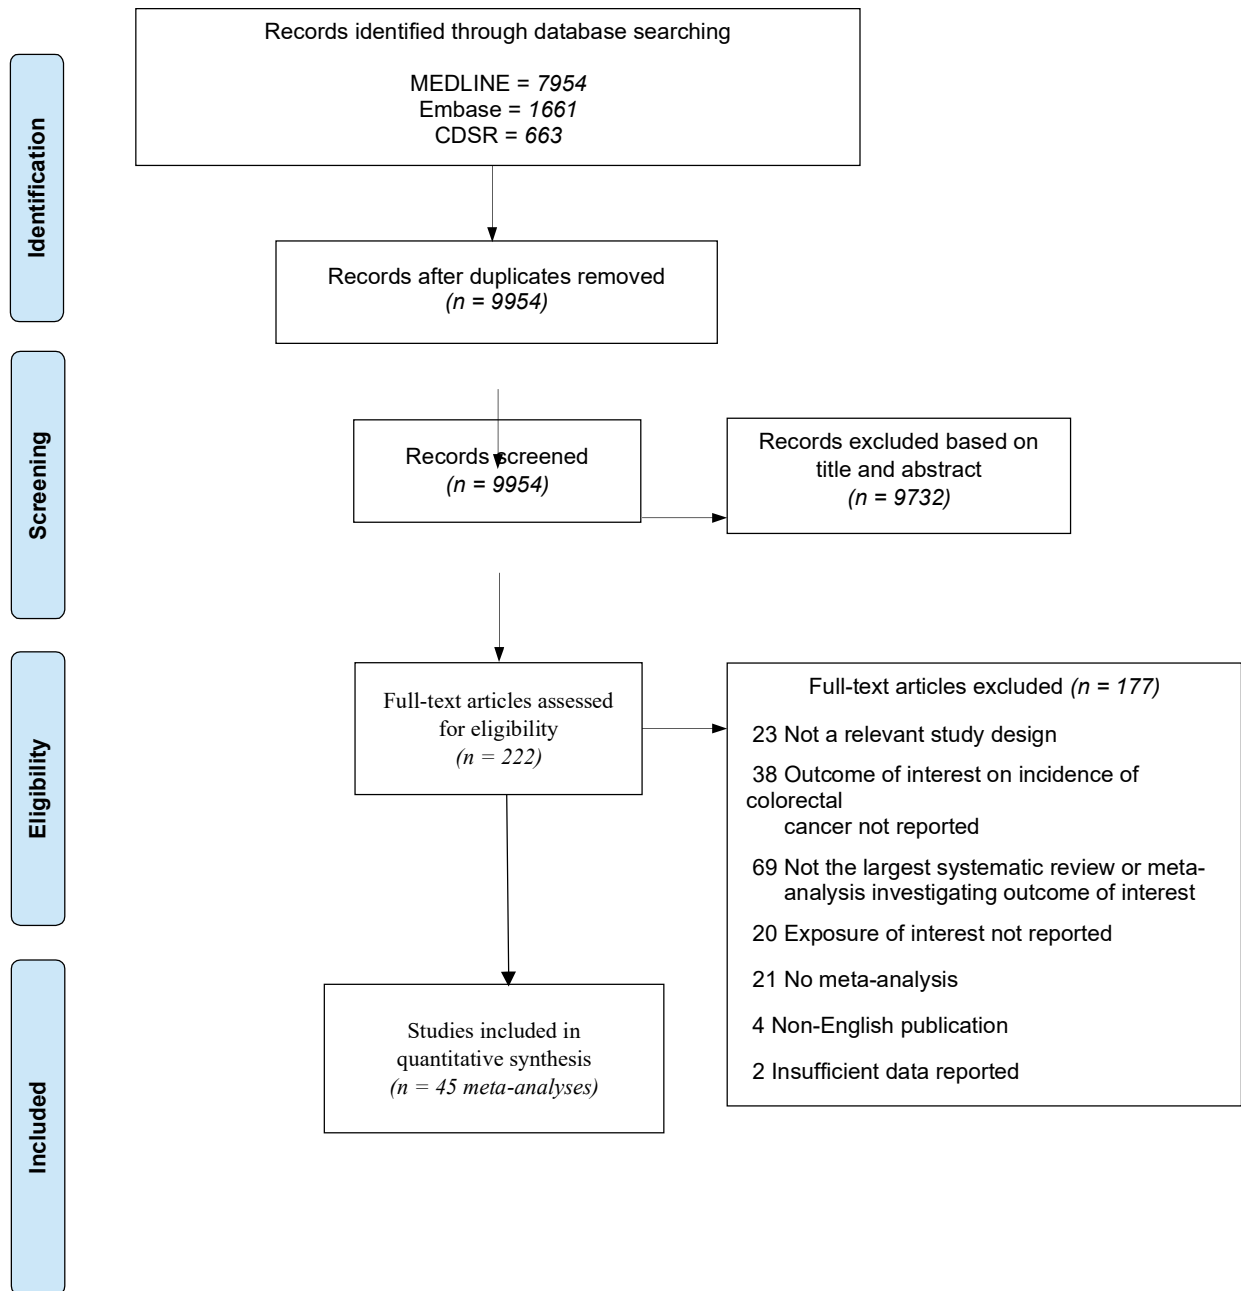 Identification
Records identified through database searching
MEDLINE = 7954
Embase = 1661
CDSR = 663
Records after duplicates removed
(n = 9954)
Screening
Records screened
(n = 9954)
Records excluded based on
title and abstract
(n = 9732)
Eligibility
Full-text articles assessed
for eligibility
(n = 222)
Full-text articles excluded (n = 177)
23 Not a relevant study design
38 Outcome of interest on incidence of
colorectal
cancer not reported
69 Not the largest systematic review or meta-
analysis investigating outcome of interest
20 Exposure of interest not reported
21 No meta-analysis
4 Non-English publication
2 Insufficient data reported
Included
Studies included in
quantitative synthesis
(n = 45 meta-analyses)